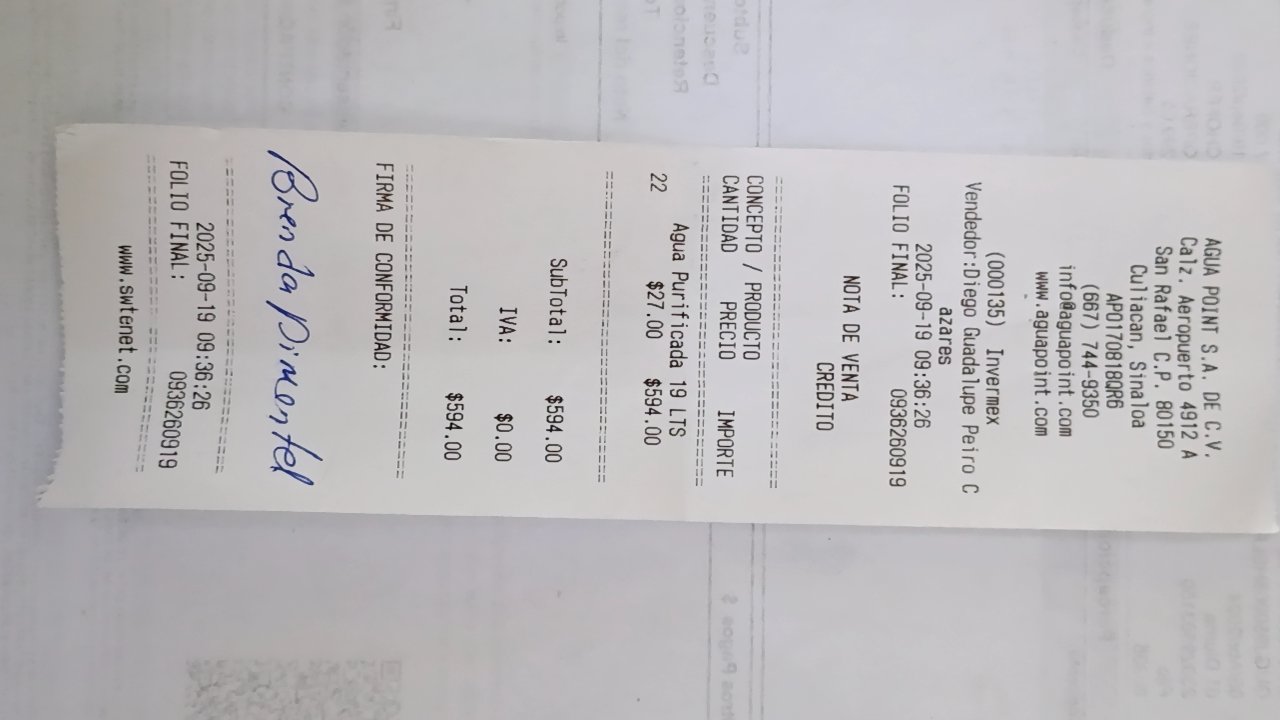 AGUA POINT S.A. DE C.V.
Calz. Aeropuerto 4912 A
San Rafael C.P. 80150
Culiacan, Sinaloa
APO170818QR6
(667) 744-9350
info@aguapoint.com
www.aguapoint.com
(000135) Invermex
Vendedor:Diego Guadalupe Peiro C
azares
2025-09-19 09:36:26
FOLIO FINAL: 0936260919
NOTA DE VENTA
CREDITO
CONCEPTO / PRODUCTO
CANTIDAD PRECIO IMPORTE
Agua Purificada 19 LTS
22 $27.00 $594.00
SubTotal: $594.00
IVA: $0.00
Total: $594.00
FIRMA DE CONFORMIDAD:
Brenda Pimentel
2025-09-19 09:36:26
FOLIO FINAL: 0936260919
www.swtenet.com